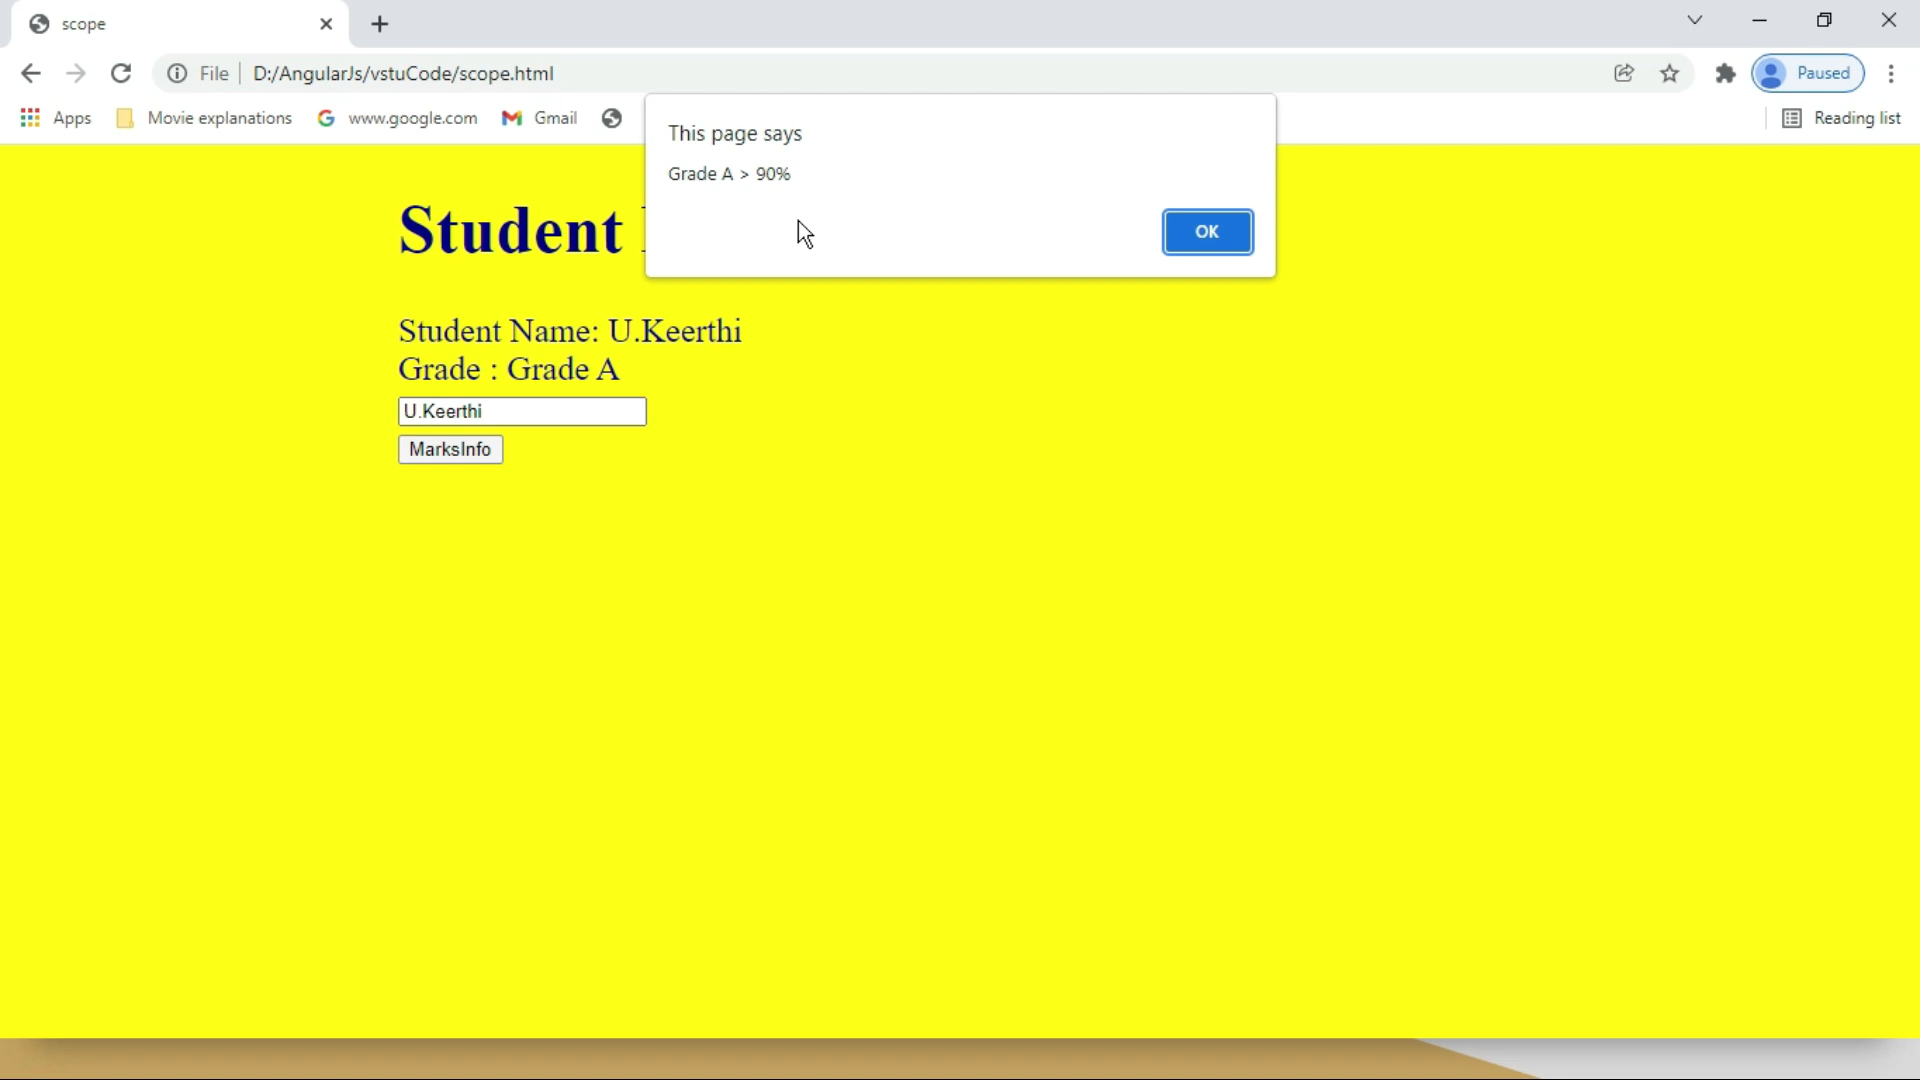 scope
File
D:/AngularJs/vstuCode/scope.html
Paused
Apps
Movie explanations
www.google.com
Gmail
Reading list
This page says
Grade A > 90%
OK
Student
Student Name: U.Keerthi
Grade : Grade A
U.Keerthi
MarksInfo